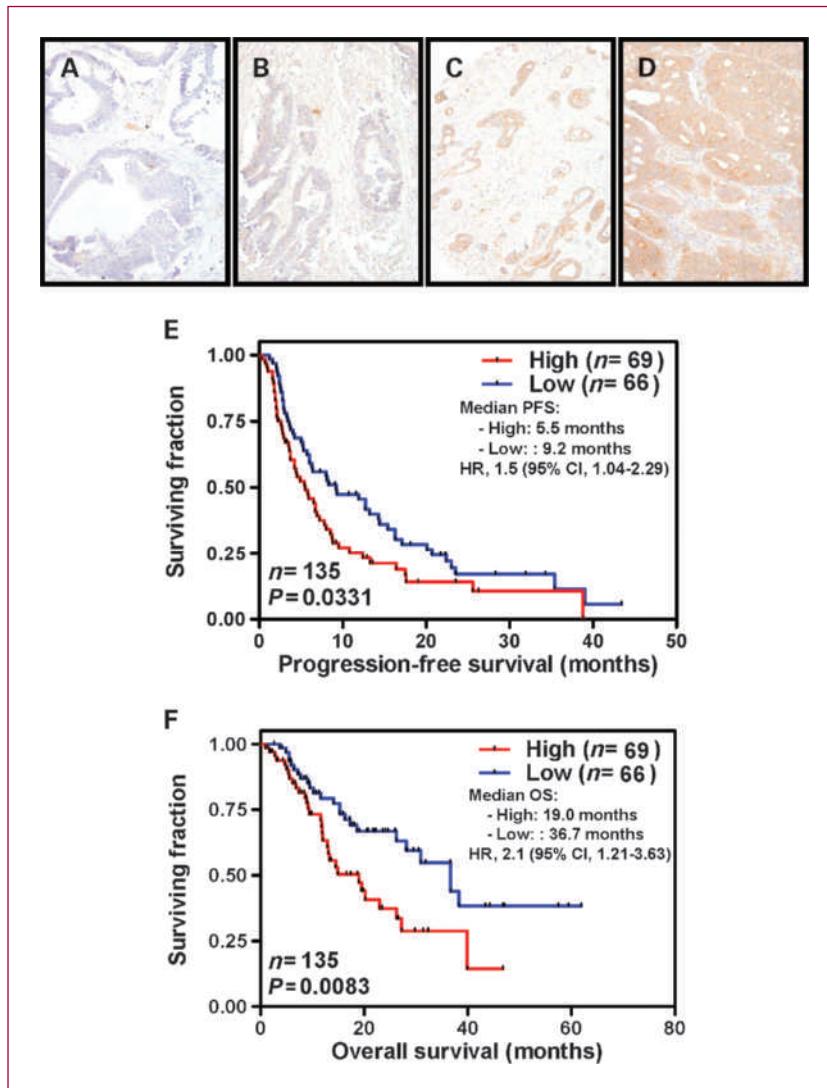 A
B
C
D
E
1.00
0.75
0.50
0.25
0.00
Surviving fraction
High (n= 69)
Low (n= 66)
Median PFS:
- High: 5.5 months
- Low: : 9.2 months
HR, 1.5 (95% CI, 1.04-2.29)
n= 135
P=0.0331
0 10 20 30 40 50
Progression-free survival (months)
F
1.00
0.75
0.50
0.25
0.00
Surviving fraction
High (n= 69)
Low (n= 66)
Median OS:
- High: 19.0 months
- Low: : 36.7 months
HR, 2.1 (95% CI, 1.21-3.63)
n= 135
P=0.0083
0 20 40 60 80
Overall survival (months)